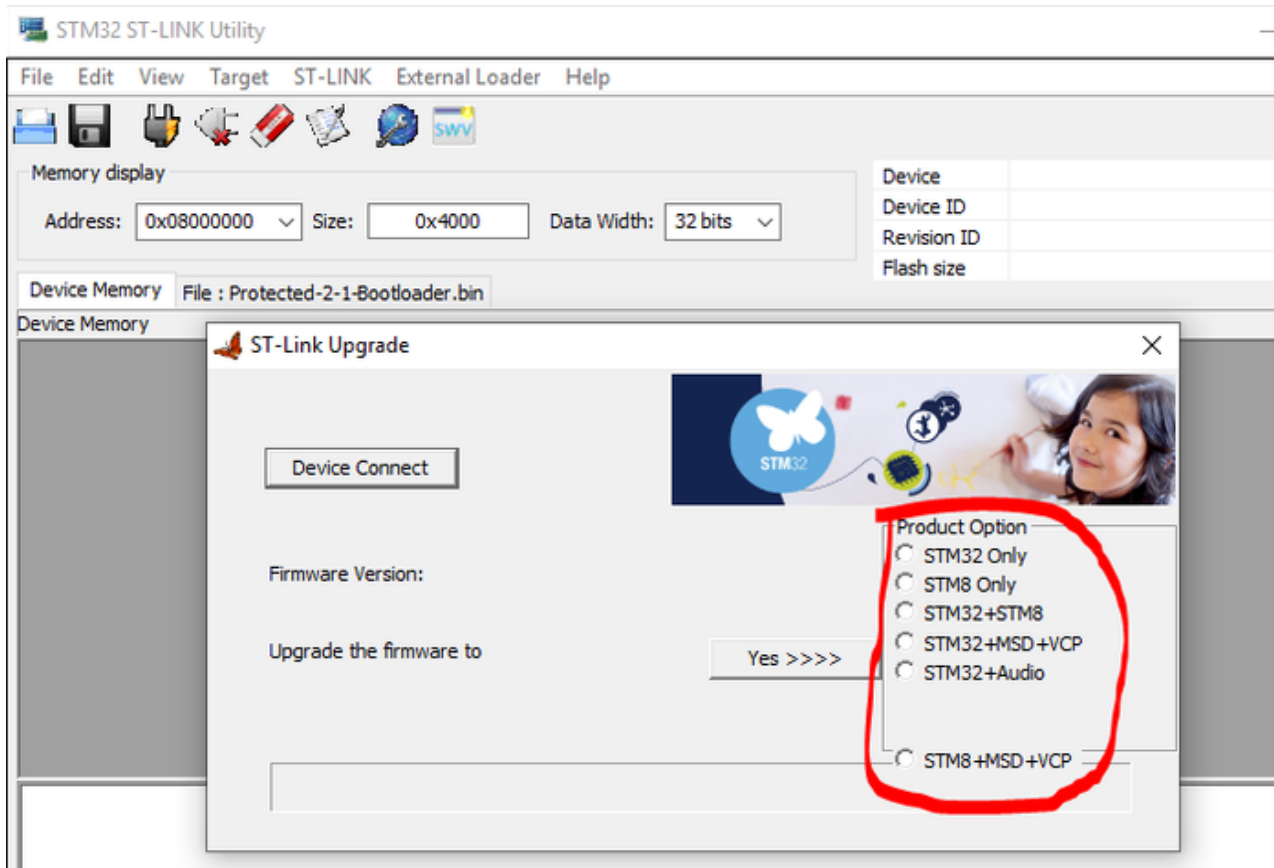 STM32 ST-LINK Utility
File Edit View Target ST-LINK External Loader Help
SWV
Memory display
Address: 0x08000000 Size: 0x4000 Data Width: 32 bits
Device
Device ID
Revision ID
Flash size
Device Memory File : Protected-2-1-Bootloader.bin
Device Memory
ST-Link Upgrade
STM32
Device Connect
Product Option
STM32 Only
STM8 Only
STM32+STM8
STM32+MSD+VCP
STM32+Audio
STM8+MSD+VCP
Firmware Version:
Upgrade the firmware to
Yes >>>>